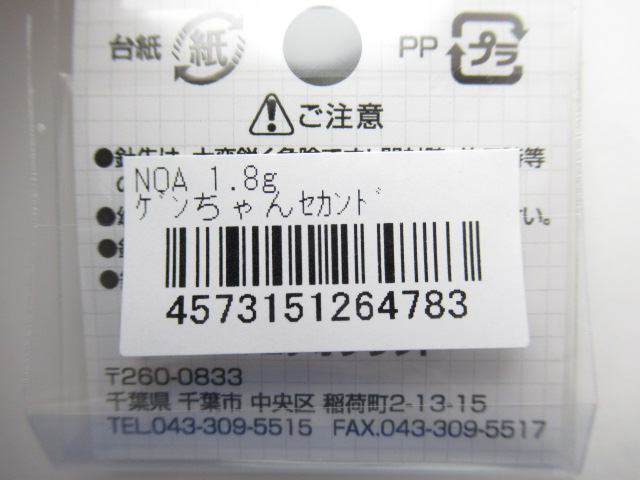 台紙 紙 PP プラ
ご注意
NOA 1.8g
ｹﾞﾝちゃんｾｶﾝﾄﾞ
4573151264783
〒260-0833
千葉県 千葉市 中央区 稲荷町2-13-15
TEL.043-309-5515 FAX.043-309-5517